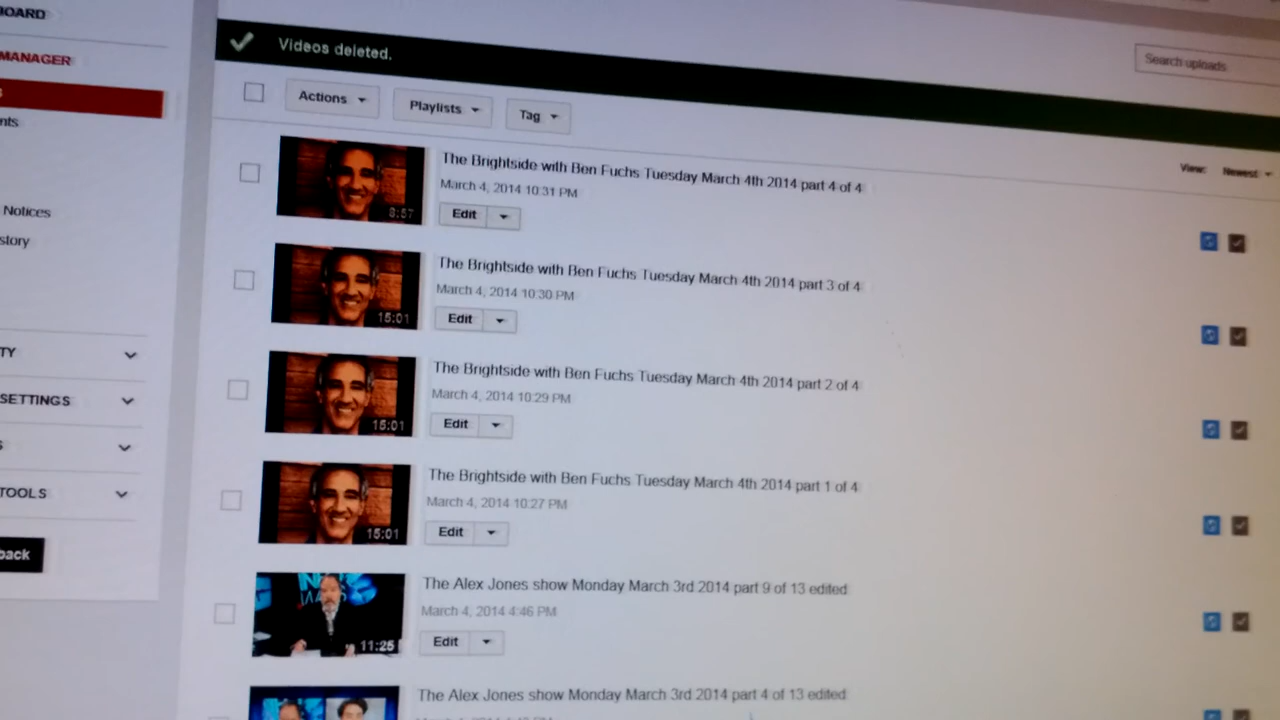 OARD
MANAGER
Notices
story
SETTINGS
TOOLS
Videos deleted.
Search uploads
Actions
Playlists
Tag
View:
Newest
The Brightside with Ben Fuchs Tuesday March 4th 2014 part 4 of 4
March 4, 2014 10:31 PM
8:57
Edit
The Brightside with Ben Fuchs Tuesday March 4th 2014 part 3 of 4
March 4, 2014 10:30 PM
15:01
Edit
The Brightside with Ben Fuchs Tuesday March 4th 2014 part 2 of 4
March 4, 2014 10:29 PM
15:01
Edit
The Brightside with Ben Fuchs Tuesday March 4th 2014 part 1 of 4
March 4, 2014 10:27 PM
15:01
Edit
The Alex Jones show Monday March 3rd 2014 part 9 of 13 edited
March 4, 2014 4:46 PM
11:25
Edit
The Alex Jones show Monday March 3rd 2014 part 4 of 13 edited